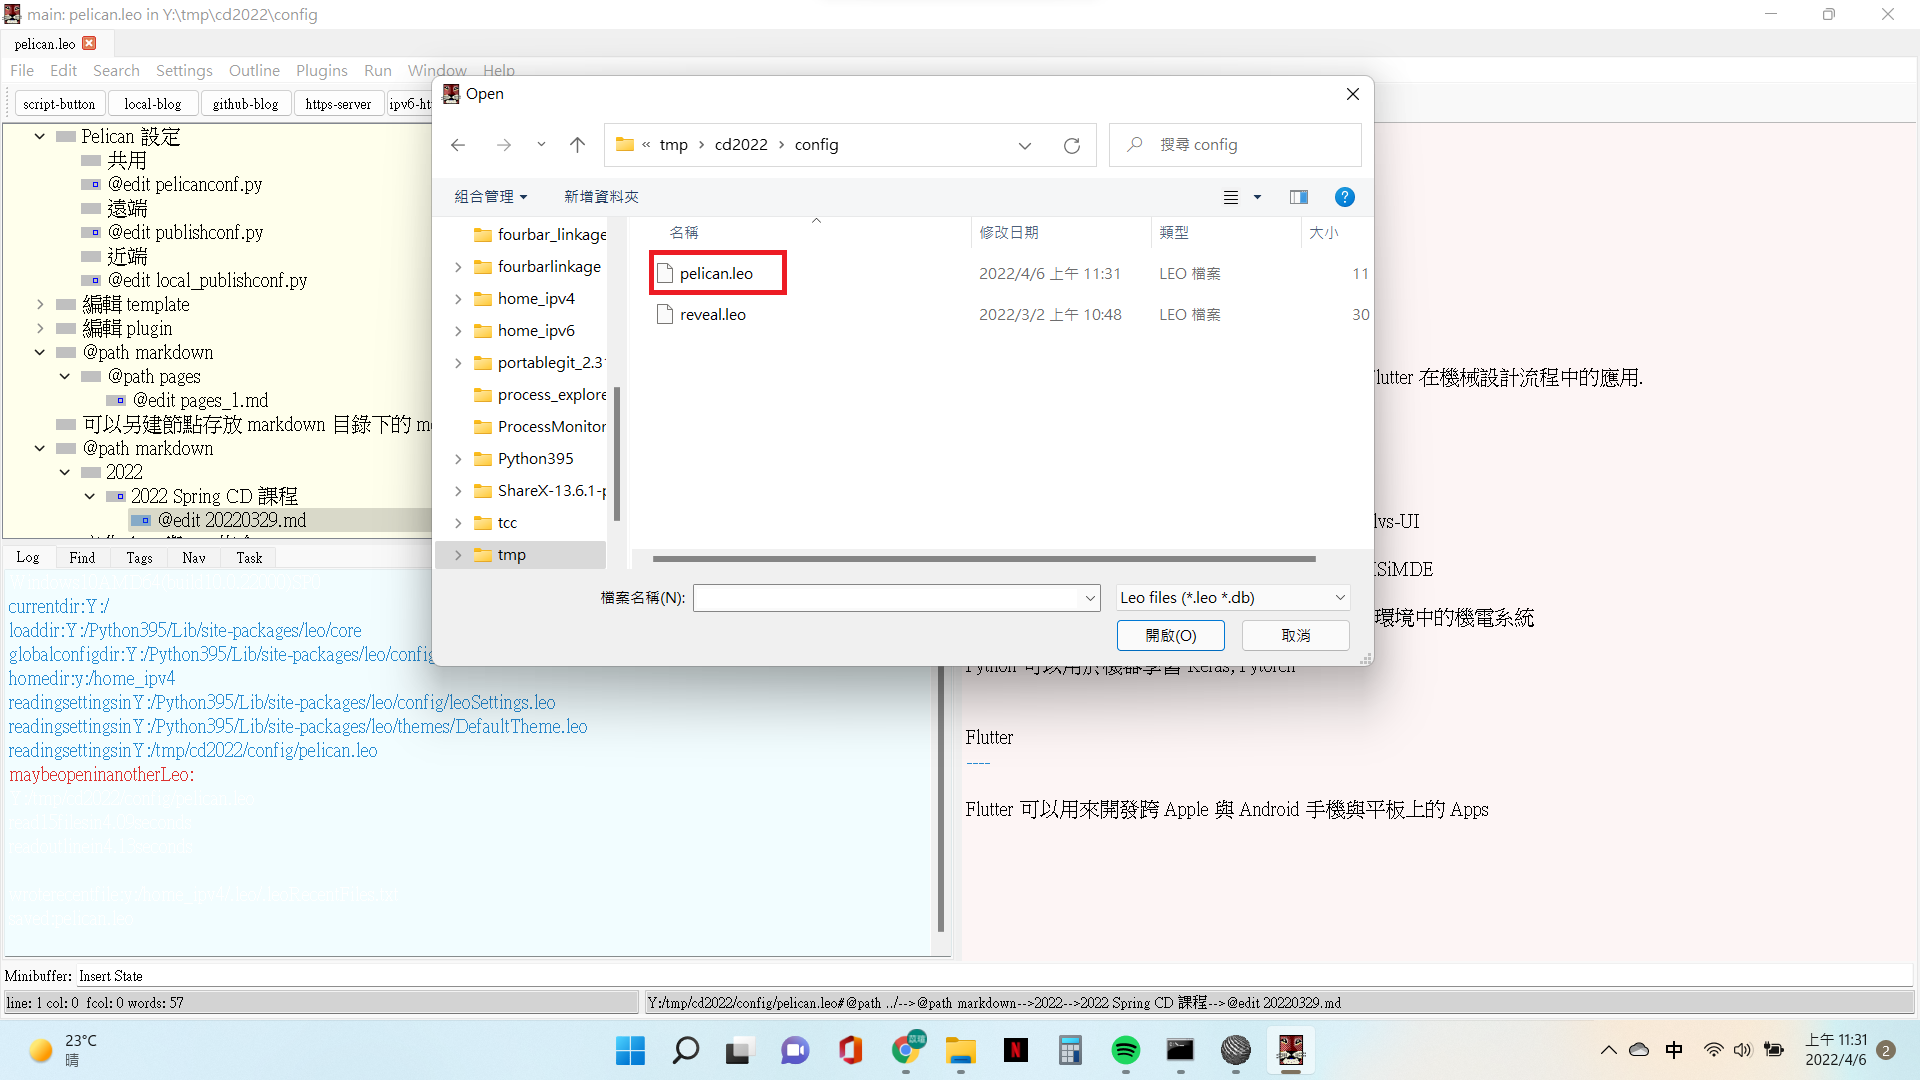 main: pelican.leo in Y:\tmp\cd2022\config
pelican.leo
File Edit Search Settings Outline Plugins Run Window Help
script-button local-blog github-blog https-server ipv6-ht
Pelican 設定
共用
@edit pelicanconf.py
遠端
@edit publishconf.py
近端
@edit local_publishconf.py
編輯 template
編輯 plugin
@path markdown
@path pages
@edit pages_1.md
可以另建節點存放 markdown 目錄下的
@path markdown
2022
2022 Spring CD 課程
@edit 20220329.md
Log Find Tags Nav Task
currentdir:Y:/
loaddir:Y:/Python395/Lib/site-packages/leo/core
globalconfigdir:Y:/Python395/Lib/site-packages/leo/config
homedir:y:/home_ipv4
readingsettingsinY:/Python395/Lib/site-packages/leo/config/leoSettings.leo
readingsettingsinY:/Python395/Lib/site-packages/leo/themes/DefaultTheme.leo
readingsettingsinY:/tmp/cd2022/config/pelican.leo
maybeopeninanotherLeo:
Open
« tmp › cd2022 › config
搜尋 config
組合管理
新增資料夾
fourbar_linkage
fourbarlinkage
home_ipv4
home_ipv6
portablegit_2.3
process_explore
ProcessMonitor
Python395
ShareX-13.6.1-p
tcc
tmp
名稱 修改日期 類型 大小
pelican.leo 2022/4/6 上午 11:31 LEO 檔案 11
reveal.leo 2022/3/2 上午 10:48 LEO 檔案 30
檔案名稱(N):
Leo files (*.leo *.db)
開啟(O) 取消
lutter 在機械設計流程中的應用.
vs-UI
SiMDE
環境中的機電系統
Python 可以用於機器學習 Keras, Pytorch
Flutter
----
Flutter 可以用來開發跨 Apple 與 Android 手機與平板上的 Apps
Minibuffer: Insert State
line: 1 col: 0 fcol: 0 words: 57
Y:/tmp/cd2022/config/pelican.leo#@path ../-->@path markdown-->2022-->2022 Spring CD 課程-->@edit 20220329.md
23°C
晴
中
上午 11:31
2022/4/6
2